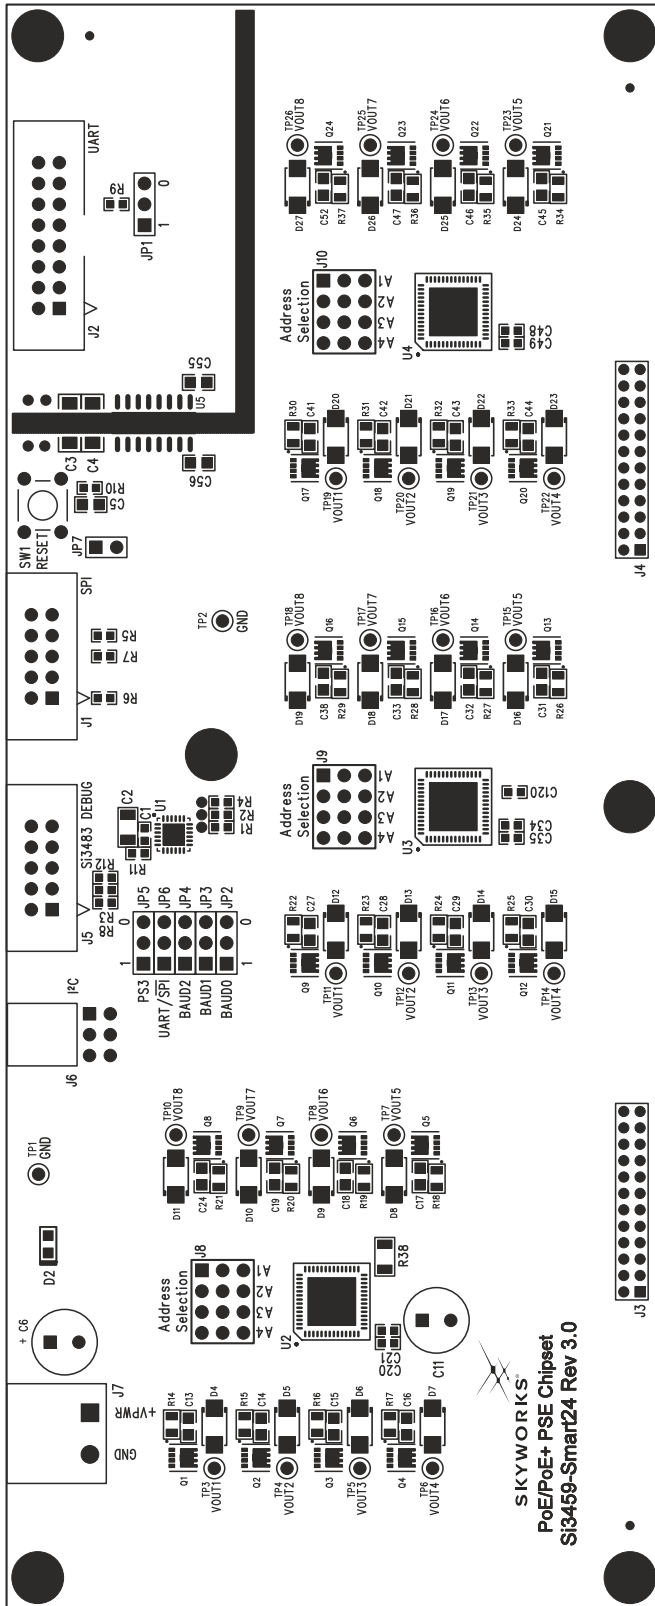 UART
R9
JP1
0
1
J2
C55
U5
C3
C4
C56
R10
C5
SW1
RESET
JP7
SPI
R5
R7
R6
J1
TP2
GND
Si3483 DEBUG
C2
C1
U1
R4
R2
R1
R11
R12
R3
R8
J5
0
1
JP5
JP6
JP4
JP3
JP2
0
1
PS3
UART/SPI
BAUD2
BAUD1
BAUD0
I²C
J6
TP1
GND
D2
+ C6
J7
+VPWR
GND
TP26
VOUT8
Q24
D27
C52
R37
TP25
VOUT7
Q23
D26
C47
R36
TP24
VOUT6
Q22
D25
C46
R35
TP23
VOUT5
Q21
D24
C45
R34
J10
Address
Selection
A1
A2
A3
A4
U4
C48
C49
R30
C41
D20
Q17
TP19
VOUT1
R31
C42
D21
Q18
TP20
VOUT2
R32
C43
D22
Q19
TP21
VOUT3
R33
C44
D23
Q20
TP22
VOUT4
J4
TP18
VOUT8
Q16
D19
C38
R29
TP17
VOUT7
Q15
D18
C33
R28
TP16
VOUT6
Q14
D17
C32
R27
TP15
VOUT5
Q13
D16
C31
R26
J9
Address
Selection
A1
A2
A3
A4
U3
C120
C34
C35
R22
C27
D12
Q9
TP11
VOUT1
R23
C28
D13
Q10
TP12
VOUT2
R24
C29
D14
Q11
TP13
VOUT3
R25
C30
D15
Q12
TP14
VOUT4
TP10
VOUT8
Q8
D11
C24
R21
TP9
VOUT7
Q7
D10
C19
R20
TP8
VOUT6
Q6
D9
C18
R19
TP7
VOUT5
Q5
D8
C17
R18
J8
Address
Selection
A1
A2
A3
A4
U2
R38
C21
C20
C11
J3
R14
C13
D4
Q1
TP3
VOUT1
R15
C14
D5
Q2
TP4
VOUT2
R16
C15
D6
Q3
TP5
VOUT3
R17
C16
D7
Q4
TP6
VOUT4
SKYWORKS
PoE/PoE+ PSE Chipset
Si3459-Smart24 Rev 3.0